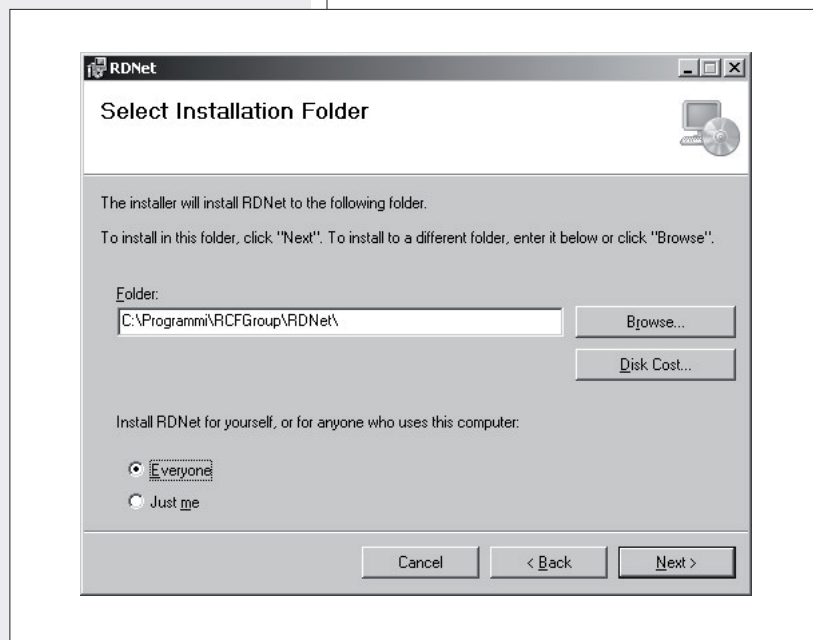 RDNet
Select Installation Folder
The installer will install RDNet to the following folder.
To install in this folder, click "Next". To install to a different folder, enter it below or click "Browse".
Folder:
C:\Programmi\RCFGroup\RDNet\
Browse...
Disk Cost...
Install RDNet for yourself, or for anyone who uses this computer:
Everyone
Just me
Cancel
< Back
Next >